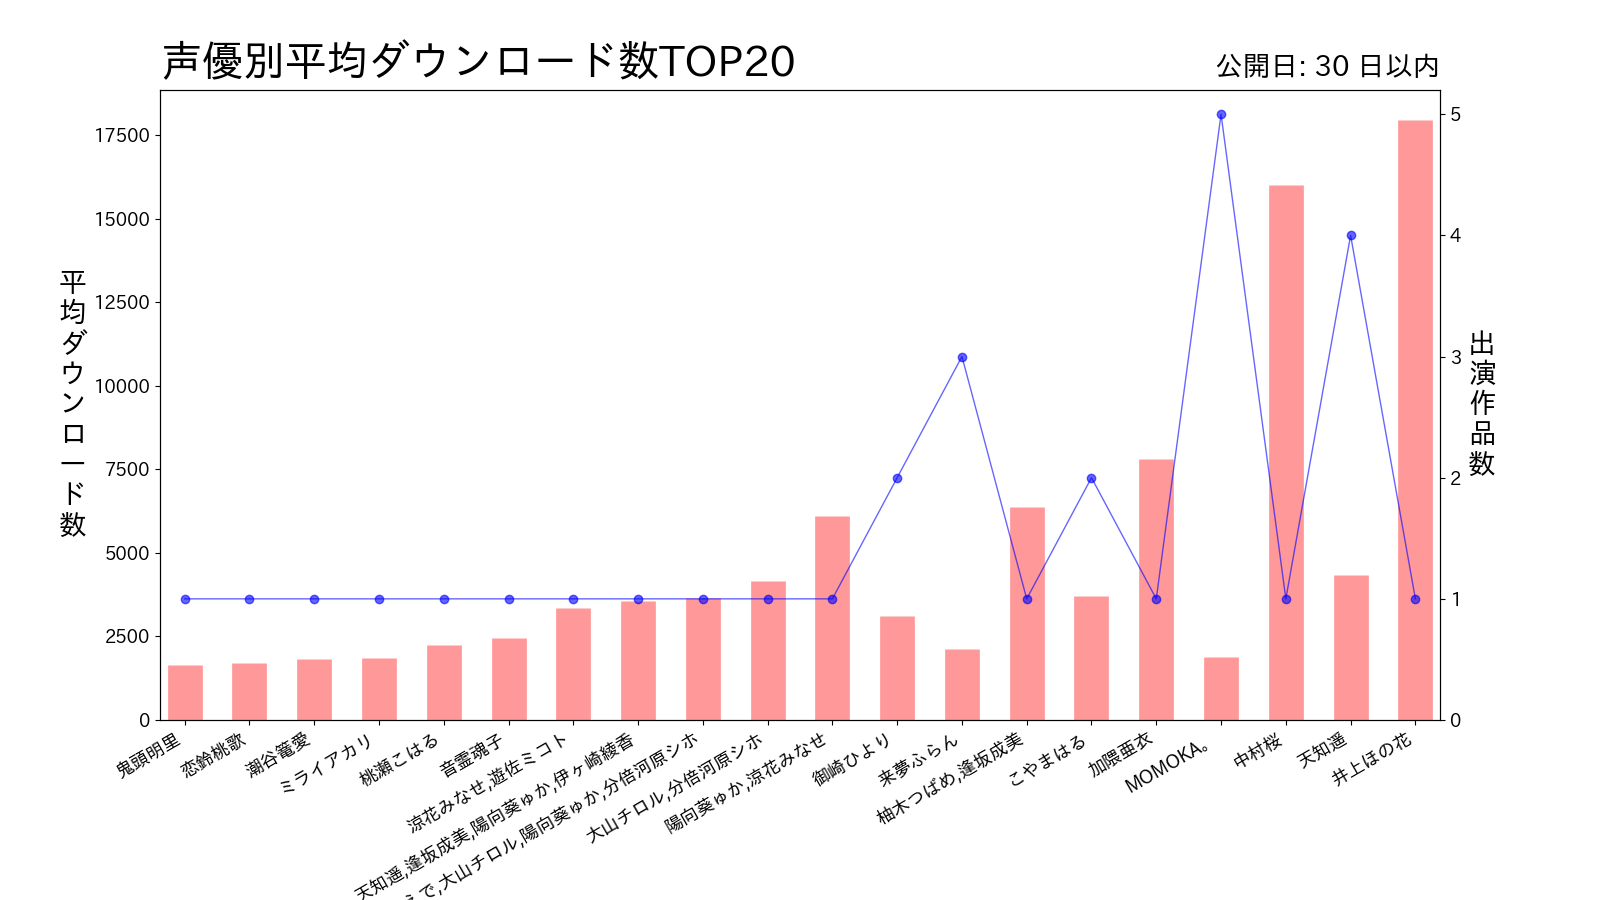 声優別平均ダウンロード数TOP20
公開日: 30 日以内
平均ダウンロード数
17500
15000
12500
10000
7500
5000
2500
0
5
4
3
2
1
0
出演作品数
鬼頭明里
恋鈴桃歌
潮谷篭愛
ミライアカリ
桃瀬こはる
音霊魂子
涼花みなせ,遊佐ミコト
天知遥,逢坂成美,陽向葵ゅか,伊ヶ崎綾香
で,大山チロル,陽向葵ゅか,分倍河原シホ
大山チロル,分倍河原シホ
陽向葵ゅか,涼花みなせ
御崎ひより
来夢ふらん
柚木つばめ,逢坂成美
こやまはる
加隈亜衣
MOMOKA。
中村桜
天知遥
井上ほの花